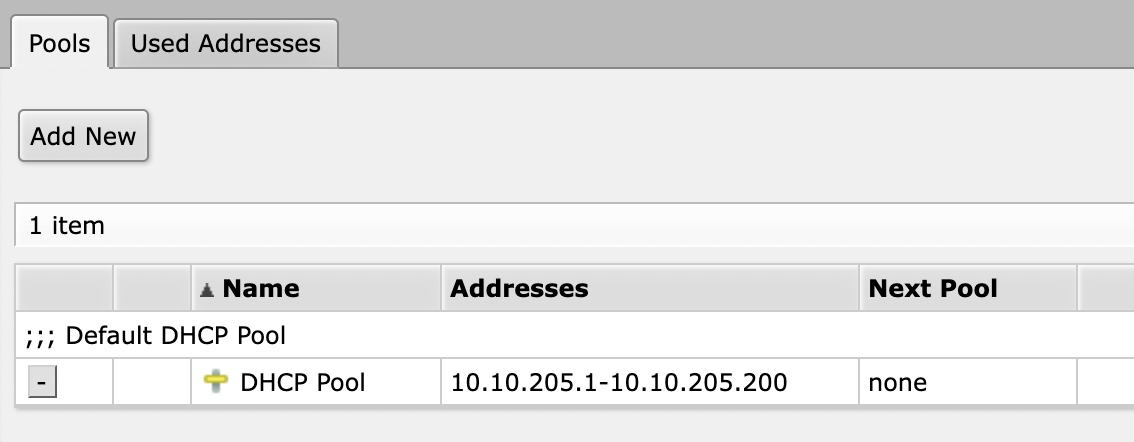 Pools Used Addresses
Add New
1 item
▲ Name Addresses Next Pool
;;; Default DHCP Pool
- DHCP Pool 10.10.205.1-10.10.205.200 none